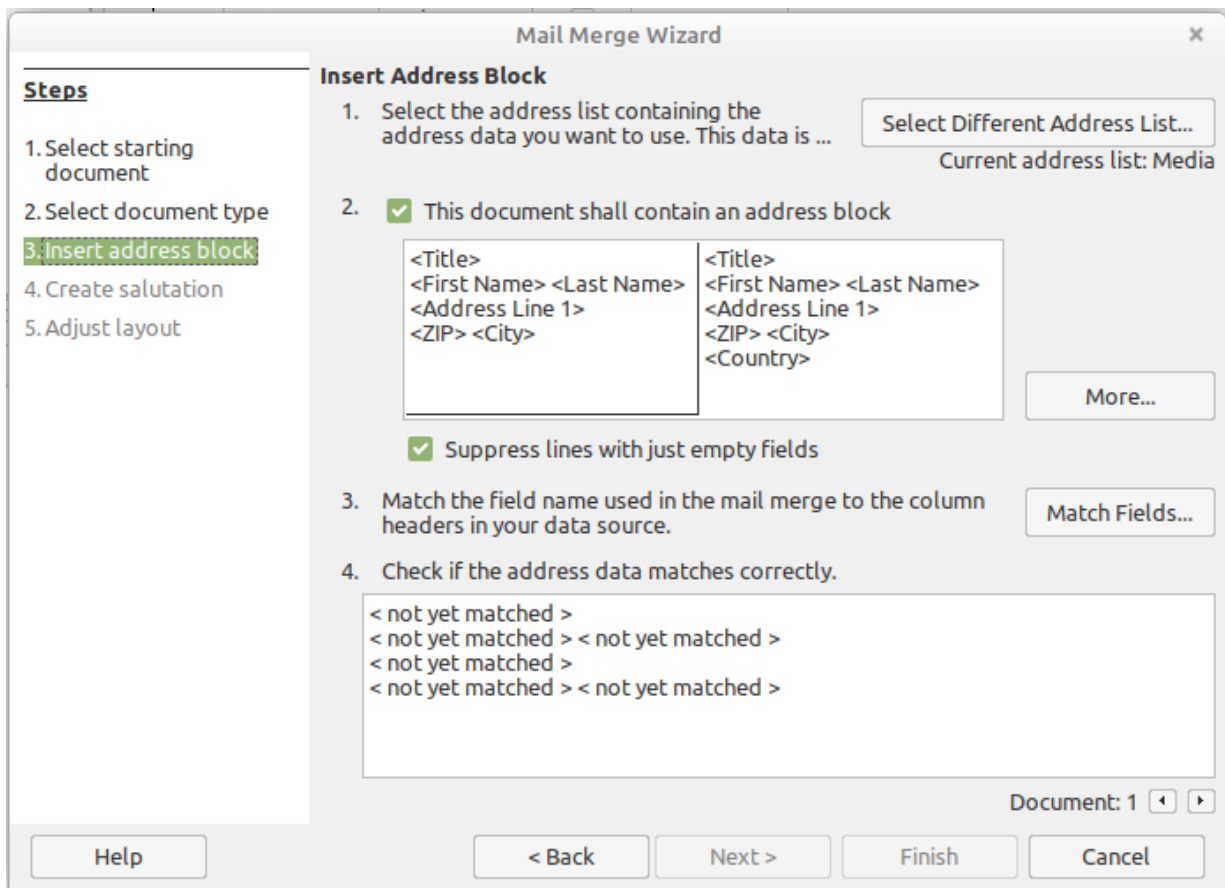 Mail Merge Wizard
Steps
1. Select starting
document
2. Select document type
3. Insert address block
4. Create salutation
5. Adjust layout
Insert Address Block
1. Select the address list containing the
address data you want to use. This data is ...
Select Different Address List...
Current address list: Media
2. This document shall contain an address block
<Title>
<First Name> <Last Name>
<Address Line 1>
<ZIP> <City>
<Title>
<First Name> <Last Name>
<Address Line 1>
<ZIP> <City>
<Country>
More...
Suppress lines with just empty fields
3. Match the field name used in the mail merge to the column
headers in your data source.
Match Fields...
4. Check if the address data matches correctly.
< not yet matched >
< not yet matched > < not yet matched >
< not yet matched >
< not yet matched > < not yet matched >
Document: 1
Help
< Back
Next >
Finish
Cancel